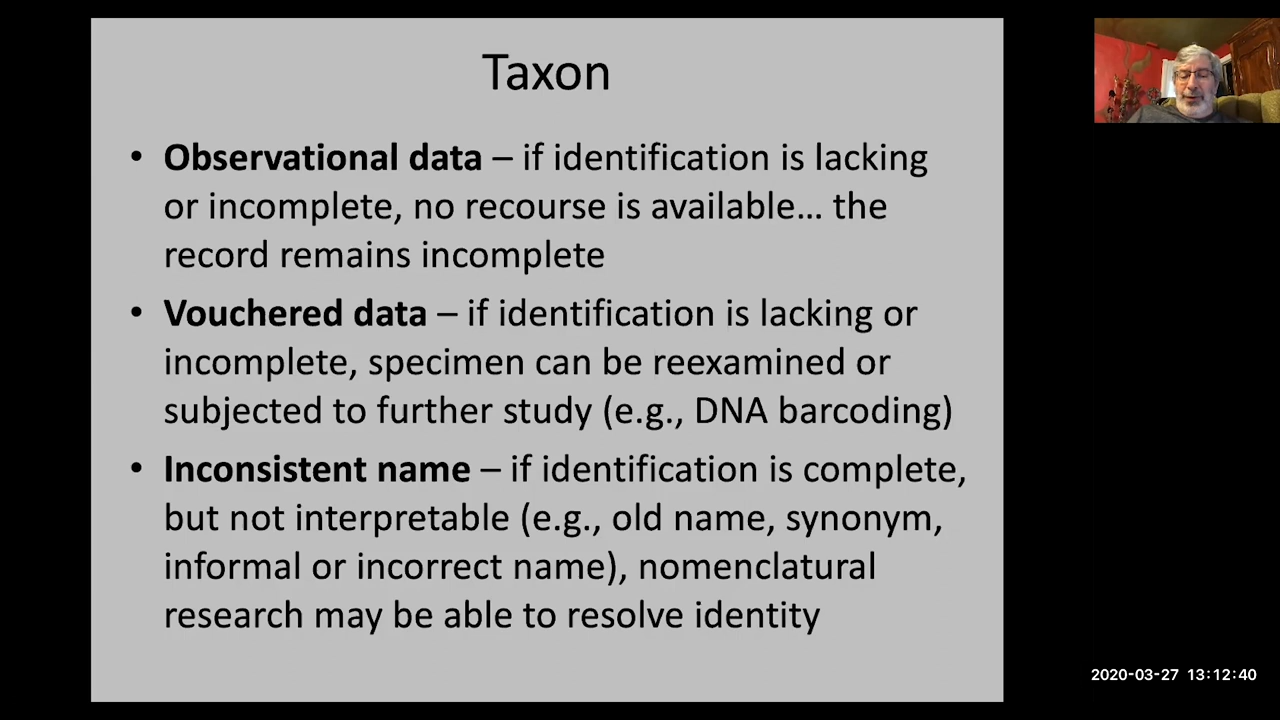 Taxon
• Observational data – if identification is lacking
or incomplete, no recourse is available... the
record remains incomplete
• Vouchered data – if identification is lacking or
incomplete, specimen can be reexamined or
subjected to further study (e.g., DNA barcoding)
• Inconsistent name – if identification is complete,
but not interpretable (e.g., old name, synonym,
informal or incorrect name), nomenclatural
research may be able to resolve identity
2020-03-27 13:12:40